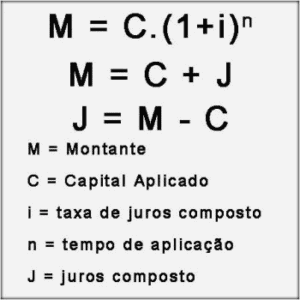 M = C.(1+i)ⁿ
M = C + J
J = M - C
M = Montante
C = Capital Aplicado
i = taxa de juros composto
n = tempo de aplicação
J = juros composto